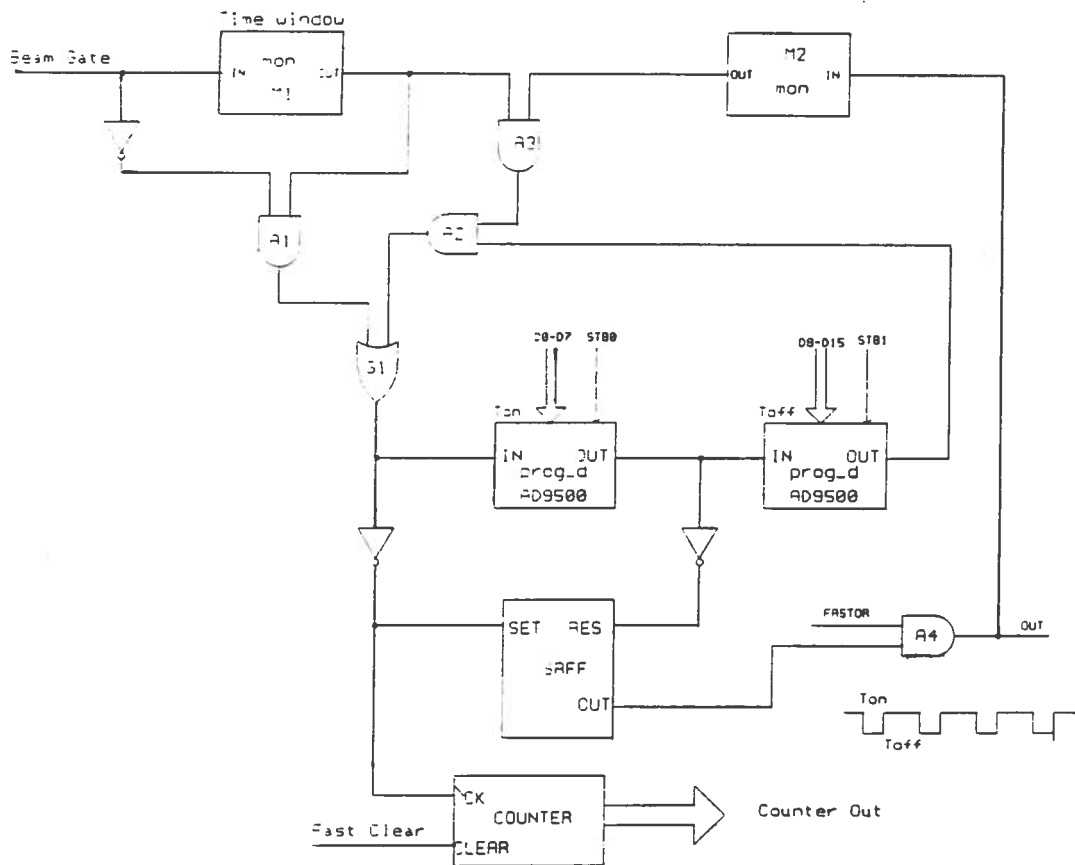 Time window
Beam Gate
IN mon OUT
M1
OUT M2 IN
mon
A3
A1
A2
S1
D0-D7 STB0
D8-D15 STB1
Ton
Toff
IN OUT
prog_d
AD9500
IN OUT
prog_d
AD9500
SET RES
SRFF
OUT
FASTOR
A4
OUT
Ton
Toff
CK
COUNTER
CLEAR
Fast Clear
Counter Out